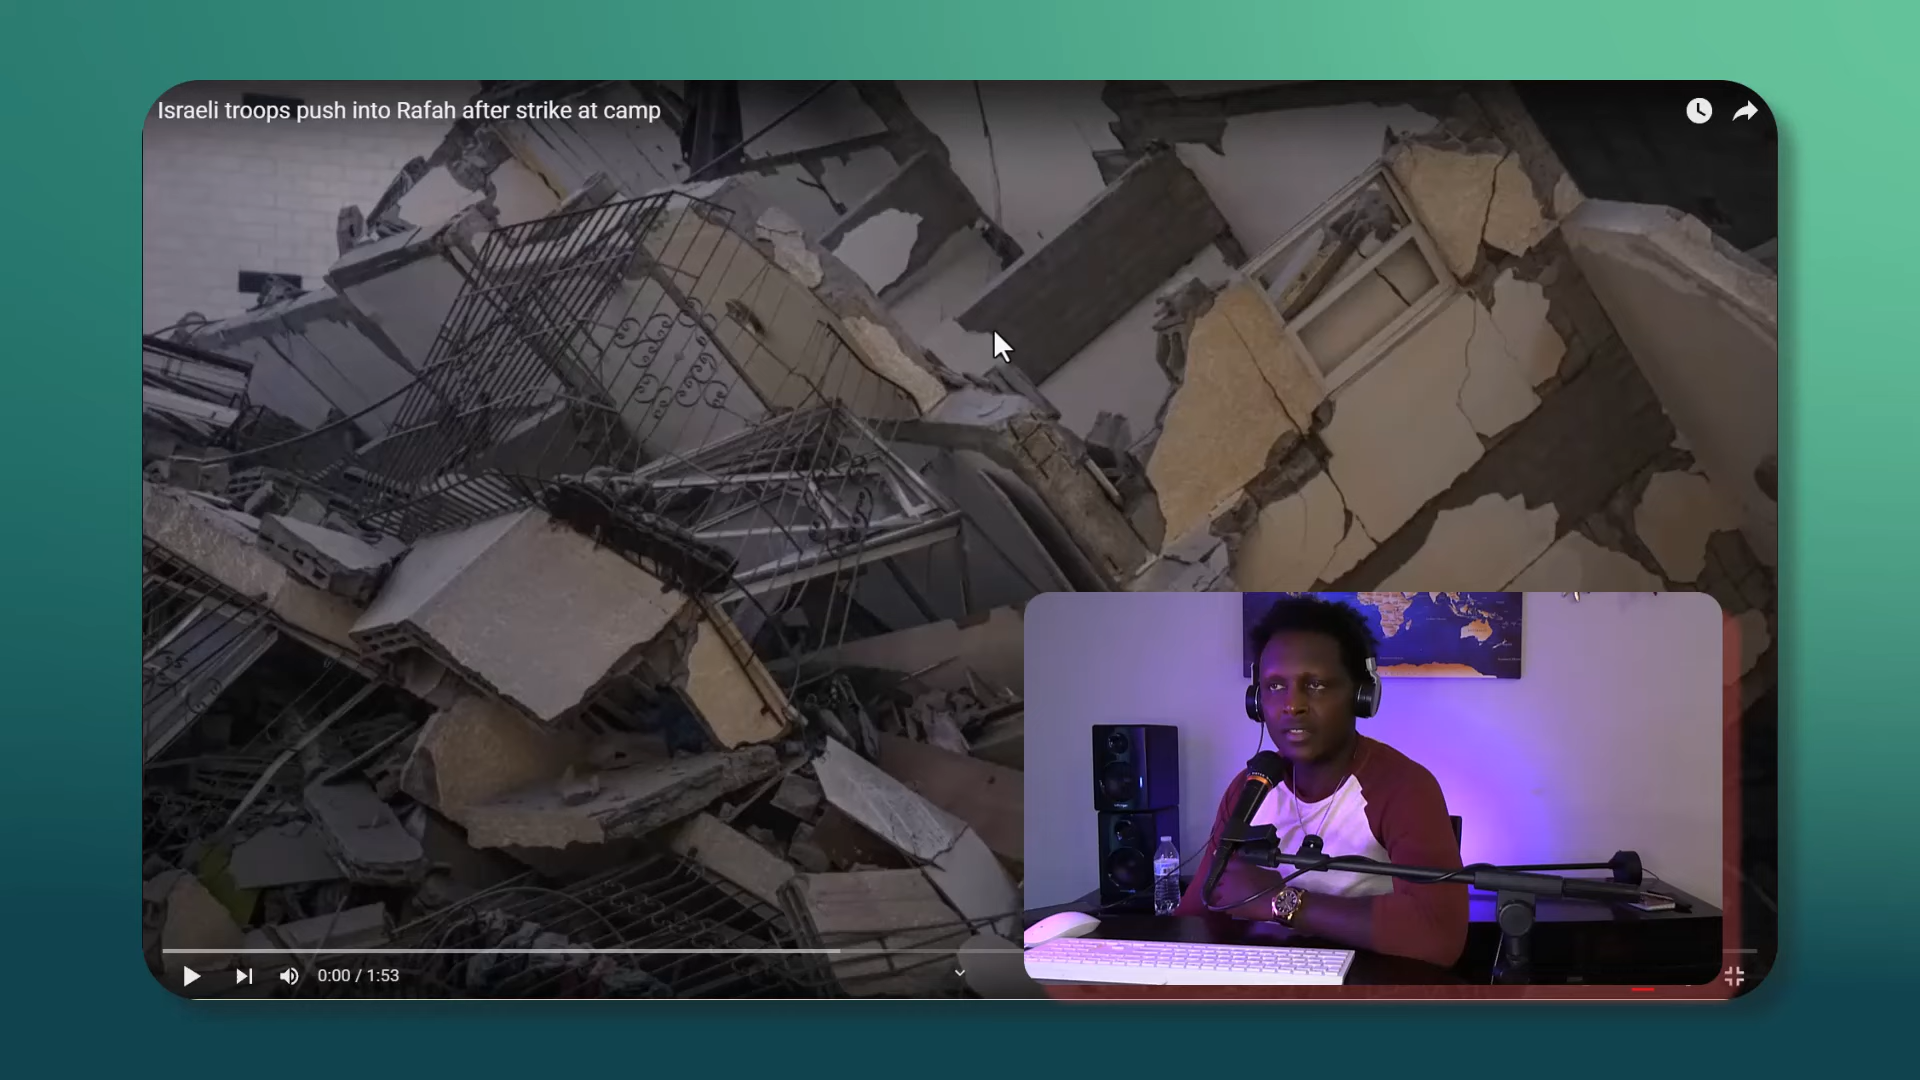 Israeli troops push into Rafah after strike at camp
0:00 / 1:53